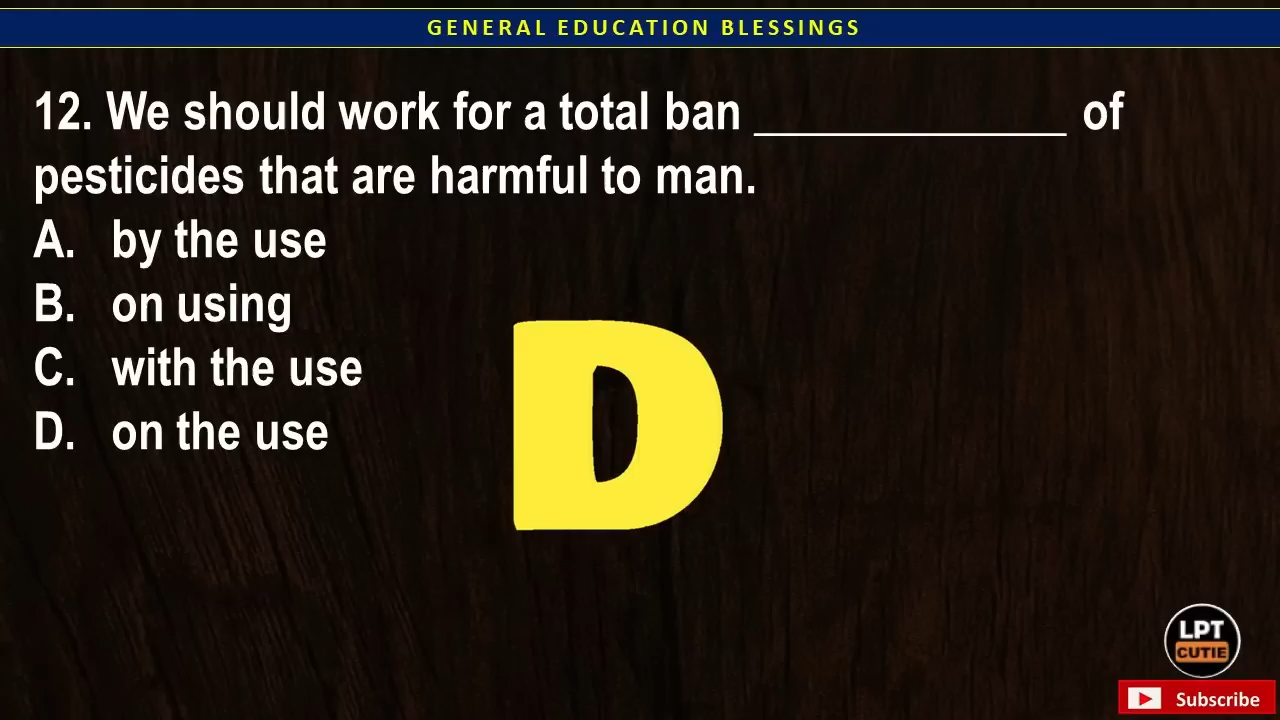 GENERAL EDUCATION BLESSINGS
12. We should work for a total ban ______________ of
pesticides that are harmful to man.
A. by the use
B. on using
C. with the use
D. on the use
D
LPT
CUTIE
Subscribe